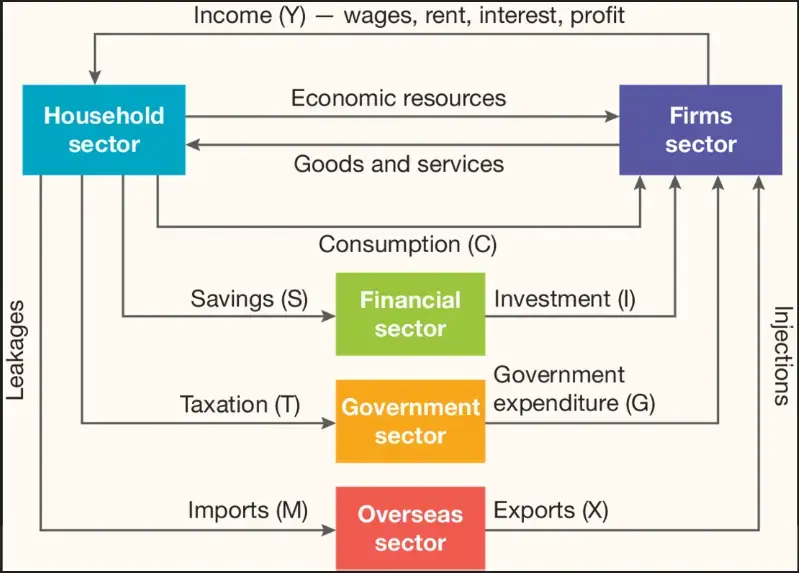 Income (Y) — wages, rent, interest, profit
Household
sector
Economic resources
Firms
sector
Goods and services
Consumption (C)
Leakages
Savings (S)
Financial
sector
Investment (I)
Injections
Taxation (T)
Government
sector
Government
expenditure (G)
Imports (M)
Overseas
sector
Exports (X)